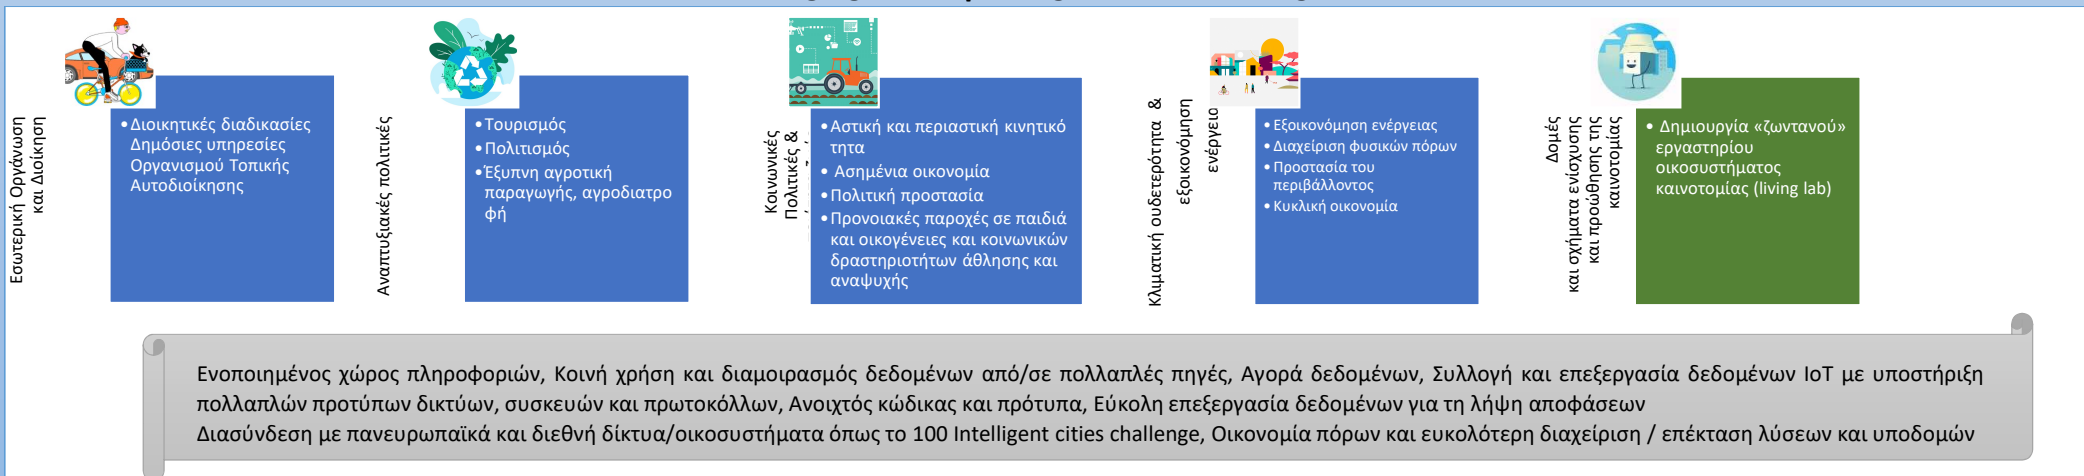 Εσωτερική Οργάνωση
και Διοίκηση
•Διοικητικές διαδικασίες
Δημόσιες υπηρεσίες
Οργανισμού Τοπικής
Αυτοδιοίκησης
Αναπτυξιακές πολιτικές
•Τουρισμός
•Πολιτισμός
•Έξυπνη αγροτική
παραγωγής, αγροδιατρο
φή
Κοινωνικές
Πολιτικές &
•Αστική και περιαστική κινητικό
τητα
• Ασημένια οικονομία
•Πολιτική προστασία
•Προνοιακές παροχές σε παιδιά
και οικογένειες και κοινωνικών
δραστηριοτήτων άθλησης και
αναψυχής
Κλιματική ουδετερότητα &
εξοικονόμηση
ενέργειο
•Εξοικονόμηση ενέργειας
•Διαχείριση φυσικών πόρων
•Προστασία του
περιβάλλοντος
•Κυκλική οικονομία
Δομές
και σχήματα ενίσχυσης
και προώθησης της
καινοτομίας
• Δημιουργία «ζωντανού»
εργαστηρίου
οικοσυστήματος
καινοτομίας (living lab)
Ενοποιημένος χώρος πληροφοριών, Κοινή χρήση και διαμοιρασμός δεδομένων από/σε πολλαπλές πηγές, Αγορά δεδομένων, Συλλογή και επεξεργασία δεδομένων IoT με υποστήριξη
πολλαπλών προτύπων δικτύων, συσκευών και πρωτοκόλλων, Ανοιχτός κώδικας και πρότυπα, Εύκολη επεξεργασία δεδομένων για τη λήψη αποφάσεων
Διασύνδεση με πανευρωπαϊκά και διεθνή δίκτυα/οικοσυστήματα όπως το 100 Intelligent cities challenge, Οικονομία πόρων και ευκολότερη διαχείριση / επέκταση λύσεων και υποδομών